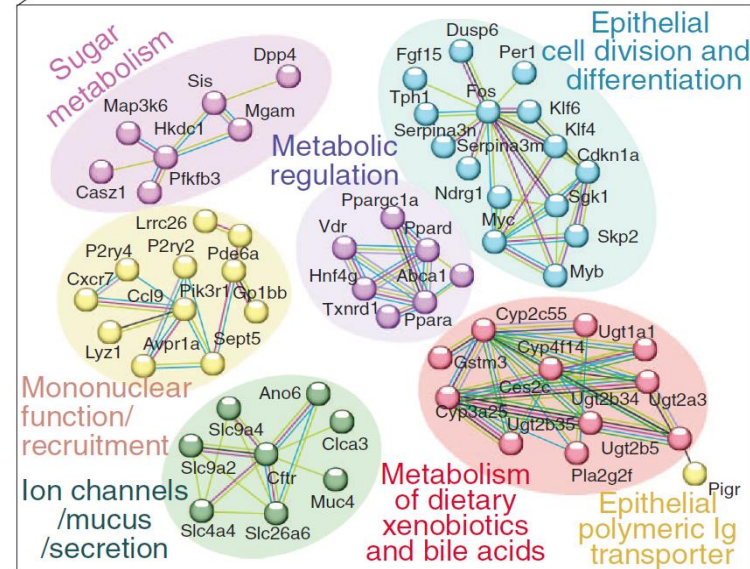 Sugar
metabolism
Dpp4
Sis
Map3k6
Mgam
Hkdc1
Pfkfb3
Casz1
Epithelial
cell division and
differentiation
Dusp6
Per1
Fgf15
Fos
Tph1
Klf6
Serpina3n
Klf4
Serpina3m
Cdkn1a
Ndrg1
Sgk1
Myc
Skp2
Myb
Metabolic
regulation
Ppargc1a
Vdr
Ppard
Hnf4g
Abca1
Txnrd1
Ppara
Lrrc26
P2ry4
P2ry2
Pde6a
Cxcr7
Ccl9
Pik3r1
Gp1bb
Lyz1
Avpr1a
Sept5
Mononuclear
function/
recruitment
Cyp2c55
Ugt1a1
Cyp4f14
Gstm3
Ces2c
Ugt2b34
Ugt2a3
Cyp3a25
Ugt2b35
Ugt2b5
Pla2g2f
Pigr
Ano6
Slc9a4
Clca3
Slc9a2
Cftr
Muc4
Slc4a4
Slc26a6
Ion channels
/mucus
/secretion
Metabolism
of dietary
xenobiotics
and bile acids
Epithelial
polymeric Ig
transporter